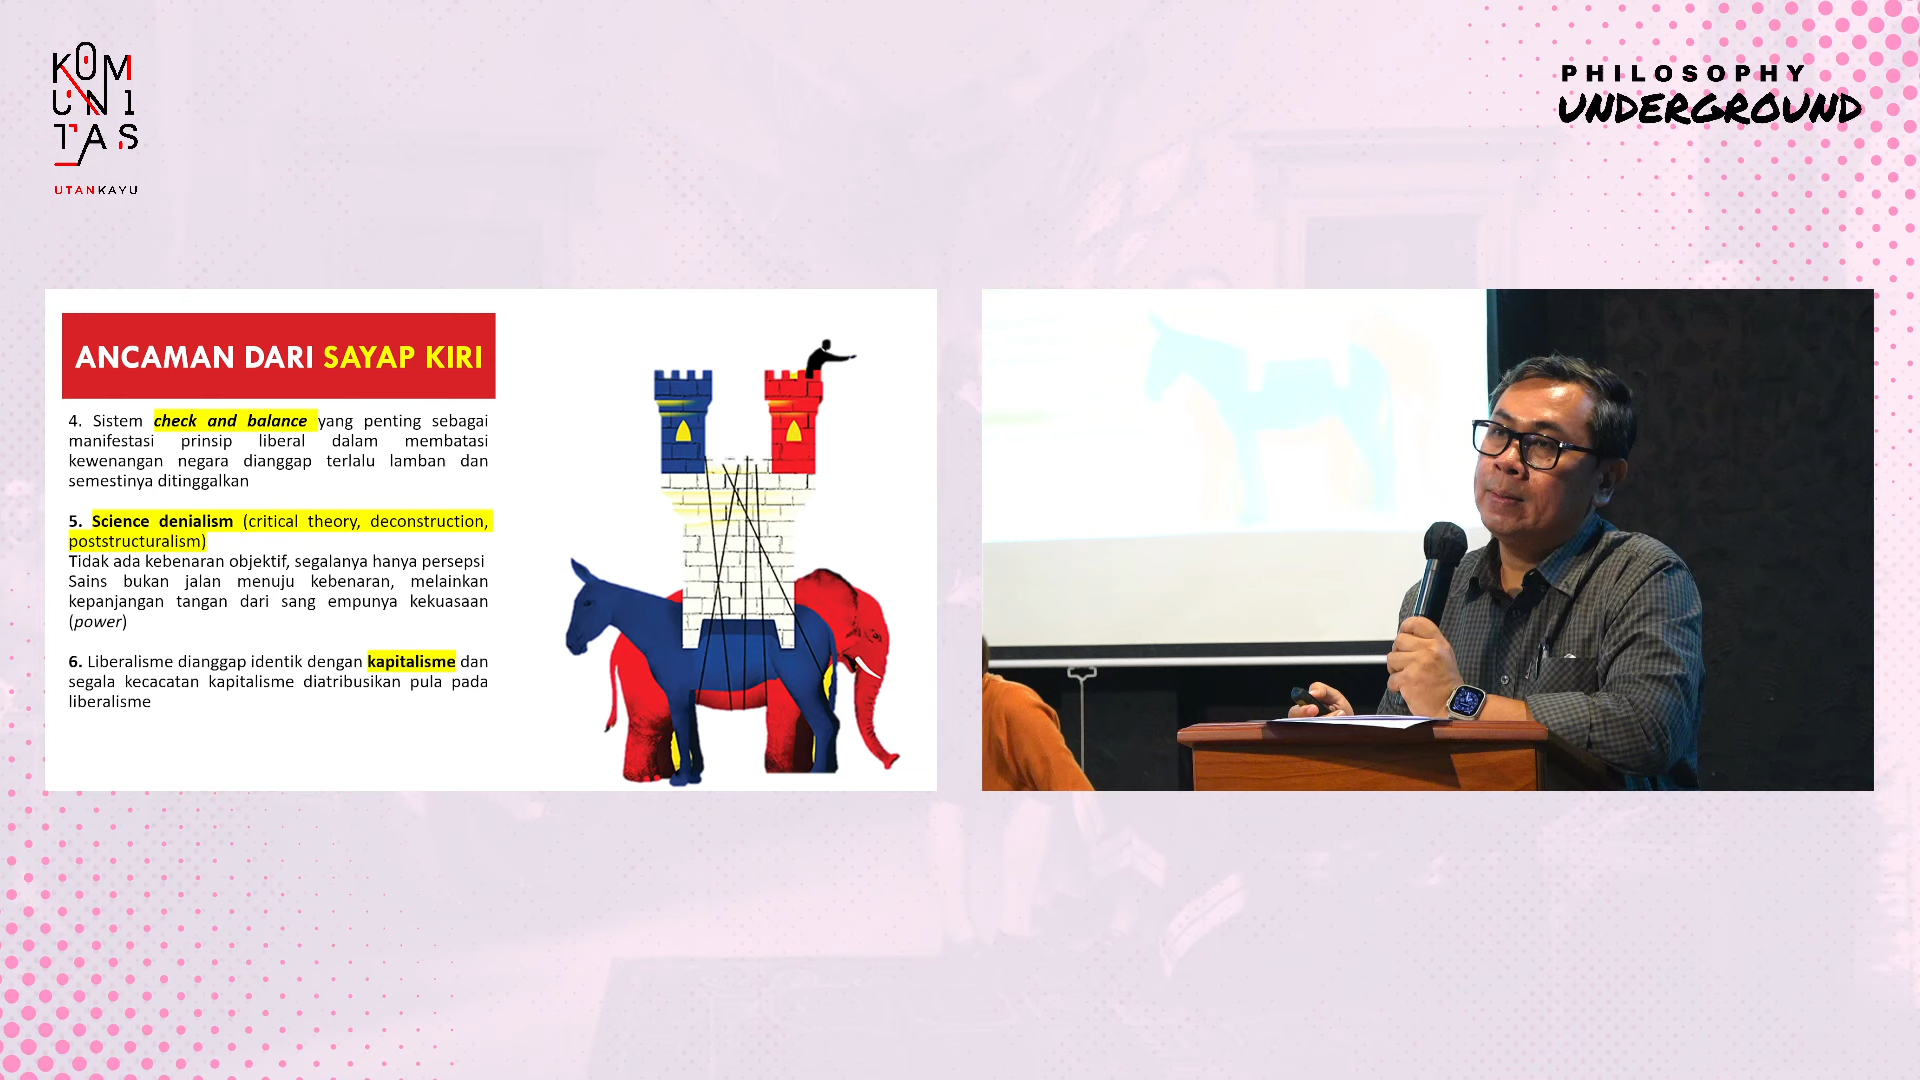 KOM
UNI
TAS
UTANKAYU
PHILOSOPHY
UNDERGROUND
ANCAMAN DARI SAYAP KIRI
4. Sistem check and balance yang penting sebagai
manifestasi prinsip liberal dalam membatasi
kewenangan negara dianggap terlalu lamban dan
semestinya ditinggalkan
5. Science denialism (critical theory, deconstruction,
poststructuralism)
Tidak ada kebenaran objektif, segalanya hanya persepsi
Sains bukan jalan menuju kebenaran, melainkan
kepanjangan tangan dari sang empunya kekuasaan
(power)
6. Liberalisme dianggap identik dengan kapitalisme dan
segala kecacatan kapitalisme diatribusikan pula pada
liberalisme